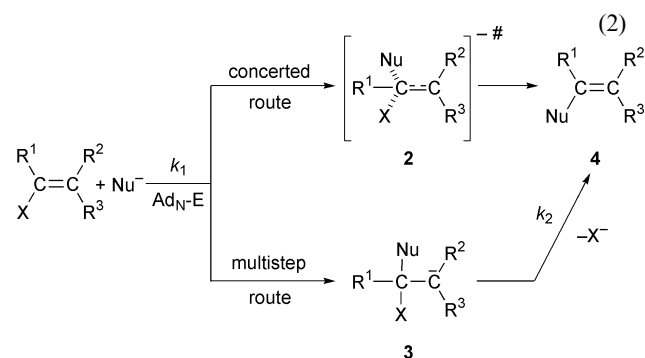 (2)
– #
Nu
R² R¹ R²
concerted R¹ C C C C
route X R³ Nu R³
2 4
R¹ R² k₁
C C + Nu⁻ k₂
X R³ AdN-E –X⁻
Nu R²
multistep R¹ C C –
route X R³
3